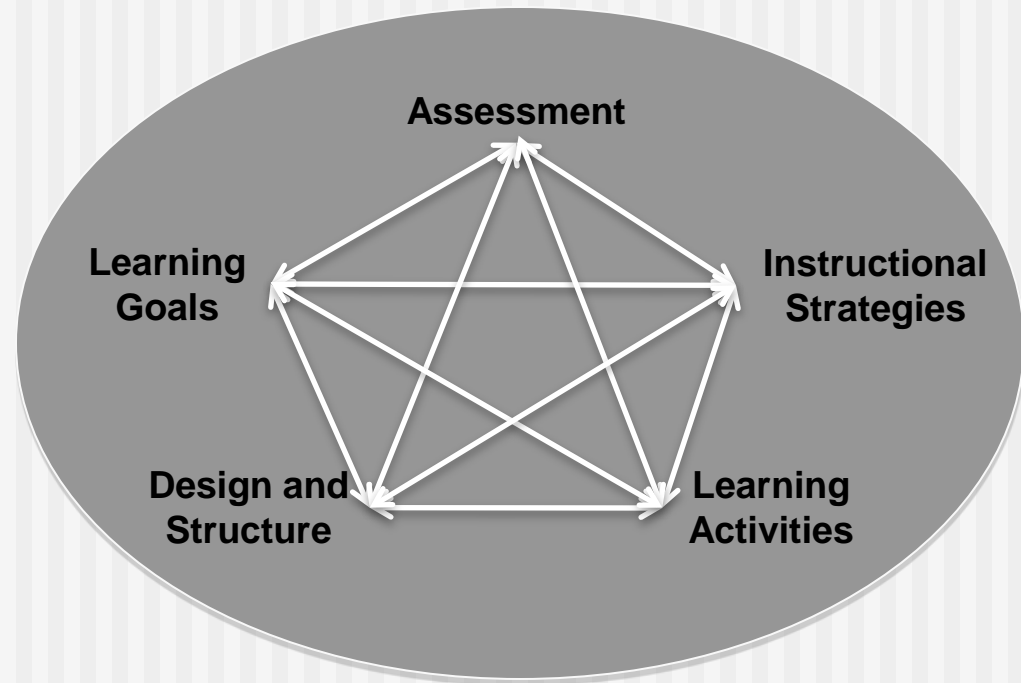 Assessment
Learning
Goals
Instructional
Strategies
Design and
Structure
Learning
Activities